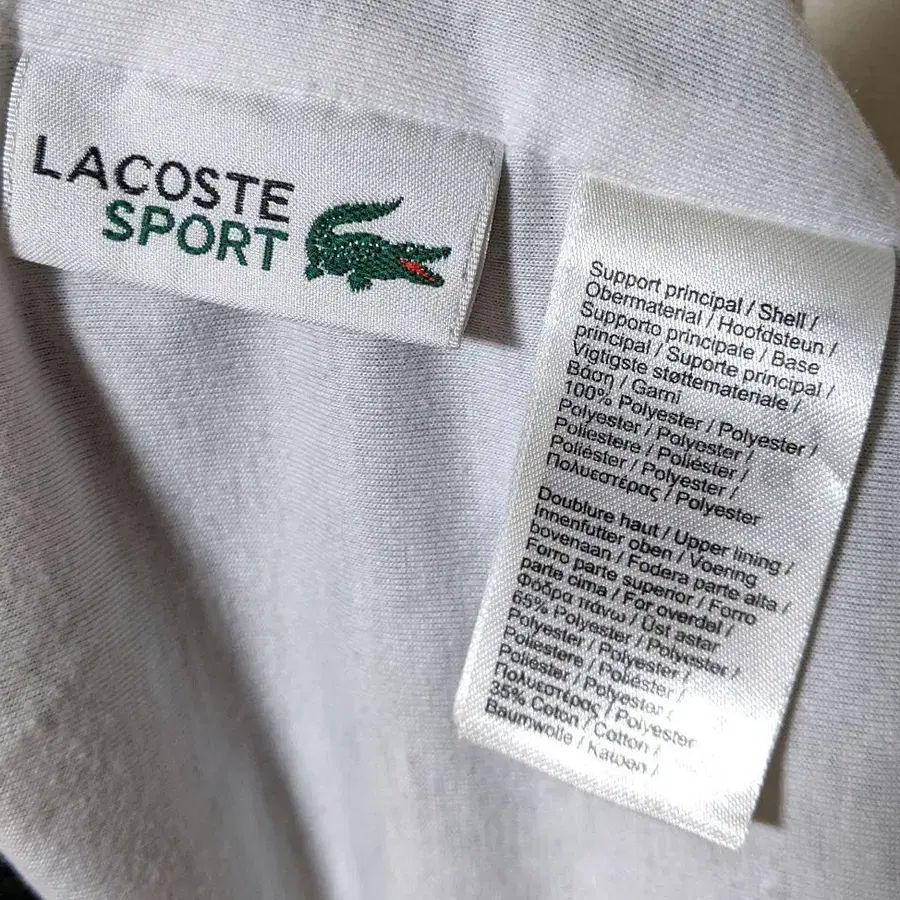 LACOSTE
SPORT
Support principal / Shell /
Obermaterial / Hoofdsteun /
Supporto principale / Base
principal / Suporte principal /
Vigtigste støttemateriale /
Βάση / Garni
100% Polyester / Polyester /
Polyester / Polyester /
Poliestere / Poliéster /
Poliéster / Polyester /
Πολυεστέρας / Polyester
Doublure haut / Upper lining /
Innenfutter oben / Voering
bovenaan / Fodera parte alta /
Forro parte superior / Forro
parte cima / For overdel /
Φόδρα πάνω / Üst astar
65% Polyester / Polyester /
Polyester / Polyester /
Poliestere / Poliéster /
Poliéster / Polyester /
Πολυεστέρας / Polyester
35% Coton / Cotton /
Baumwolle / Katoen /